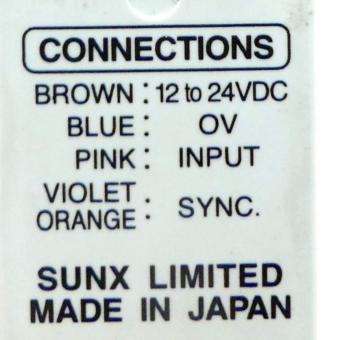 CONNECTIONS
BROWN : 12 to 24VDC
BLUE : OV
PINK : INPUT
VIOLET
ORANGE : SYNC.
SUNX LIMITED
MADE IN JAPAN